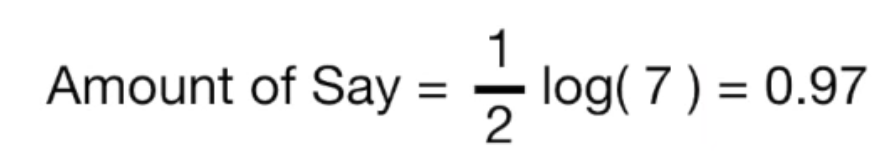 Amount of Say = 1/2 log( 7 ) = 0.97